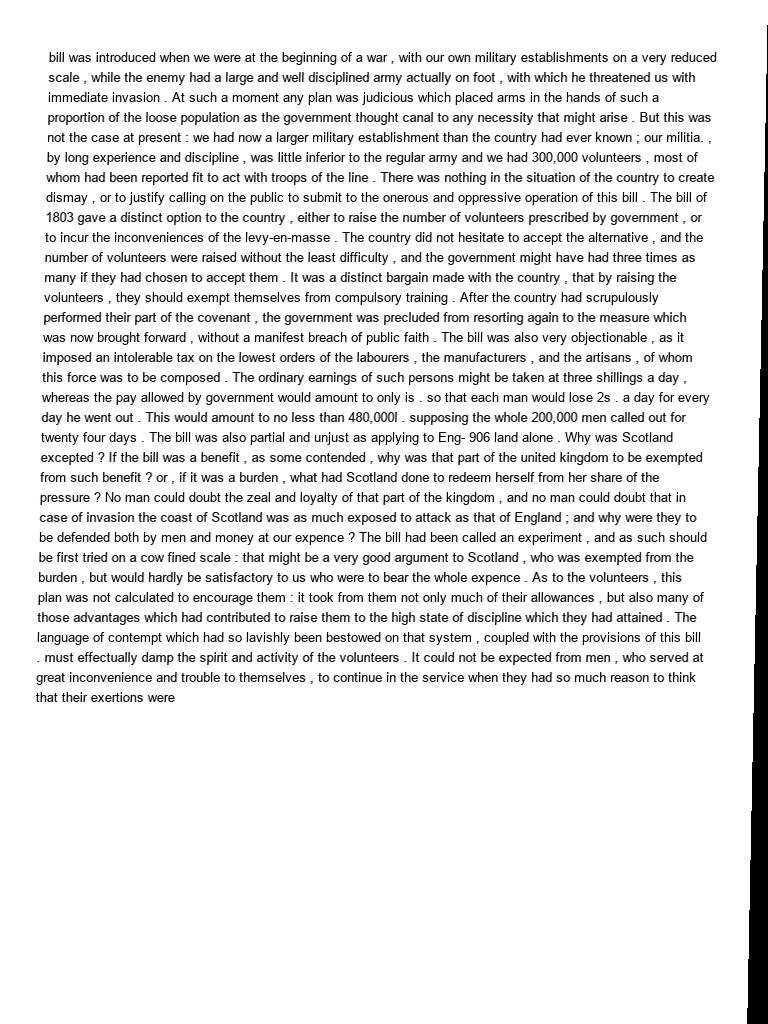 bill was introduced when we were at the beginning of a war , with our own military establishments on a very reduced
scale , while the enemy had a large and well disciplined army actually on foot , with which he threatened us with
immediate invasion . At such a moment any plan was judicious which placed arms in the hands of such a
proportion of the loose population as the government thought canal to any necessity that might arise . But this was
not the case at present : we had now a larger military establishment than the country had ever known ; our militia. ,
by long experience and discipline , was little inferior to the regular army and we had 300,000 volunteers , most of
whom had been reported fit to act with troops of the line . There was nothing in the situation of the country to create
dismay , or to justify calling on the public to submit to the onerous and oppressive operation of this bill . The bill of
1803 gave a distinct option to the country , either to raise the number of volunteers prescribed by government , or
to incur the inconveniences of the levy-en-masse . The country did not hesitate to accept the alternative , and the
number of volunteers were raised without the least difficulty , and the government might have had three times as
many if they had chosen to accept them . It was a distinct bargain made with the country , that by raising the
volunteers , they should exempt themselves from compulsory training . After the country had scrupulously
performed their part of the covenant , the government was precluded from resorting again to the measure which
was now brought forward , without a manifest breach of public faith . The bill was also very objectionable , as it
imposed an intolerable tax on the lowest orders of the labourers , the manufacturers , and the artisans , of whom
this force was to be composed . The ordinary earnings of such persons might be taken at three shillings a day ,
whereas the pay allowed by government would amount to only is . so that each man would lose 2s . a day for every
day he went out . This would amount to no less than 480,000l . supposing the whole 200,000 men called out for
twenty four days . The bill was also partial and unjust as applying to Eng- 906 land alone . Why was Scotland
excepted ? If the bill was a benefit , as some contended , why was that part of the united kingdom to be exempted
from such benefit ? or , if it was a burden , what had Scotland done to redeem herself from her share of the
pressure ? No man could doubt the zeal and loyalty of that part of the kingdom , and no man could doubt that in
case of invasion the coast of Scotland was as much exposed to attack as that of England ; and why were they to
be defended both by men and money at our expence ? The bill had been called an experiment , and as such should
be first tried on a cow fined scale : that might be a very good argument to Scotland , who was exempted from the
burden , but would hardly be satisfactory to us who were to bear the whole expence . As to the volunteers , this
plan was not calculated to encourage them : it took from them not only much of their allowances , but also many of
those advantages which had contributed to raise them to the high state of discipline which they had attained . The
language of contempt which had so lavishly been bestowed on that system , coupled with the provisions of this bill
. must effectually damp the spirit and activity of the volunteers . It could not be expected from men , who served at
great inconvenience and trouble to themselves , to continue in the service when they had so much reason to think
that their exertions were